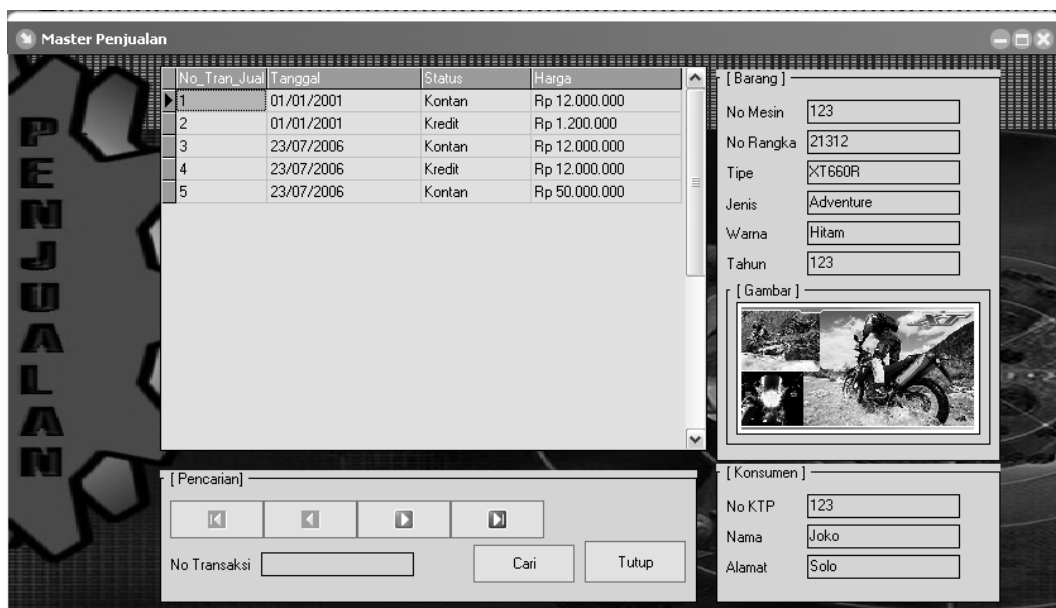 Master Penjualan
PENJUALAN
No_Tran_Jual Tanggal Status Harga
1 01/01/2001 Kontan Rp 12.000.000
2 01/01/2001 Kredit Rp 1.200.000
3 23/07/2006 Kontan Rp 12.000.000
4 23/07/2006 Kredit Rp 12.000.000
5 23/07/2006 Kontan Rp 50.000.000
[ Barang ]
No Mesin 123
No Rangka 21312
Tipe XT660R
Jenis Adventure
Warna Hitam
Tahun 123
[ Gambar ]
XT
[ Pencarian]
No Transaksi
Cari
Tutup
[ Konsumen ]
No KTP 123
Nama Joko
Alamat Solo